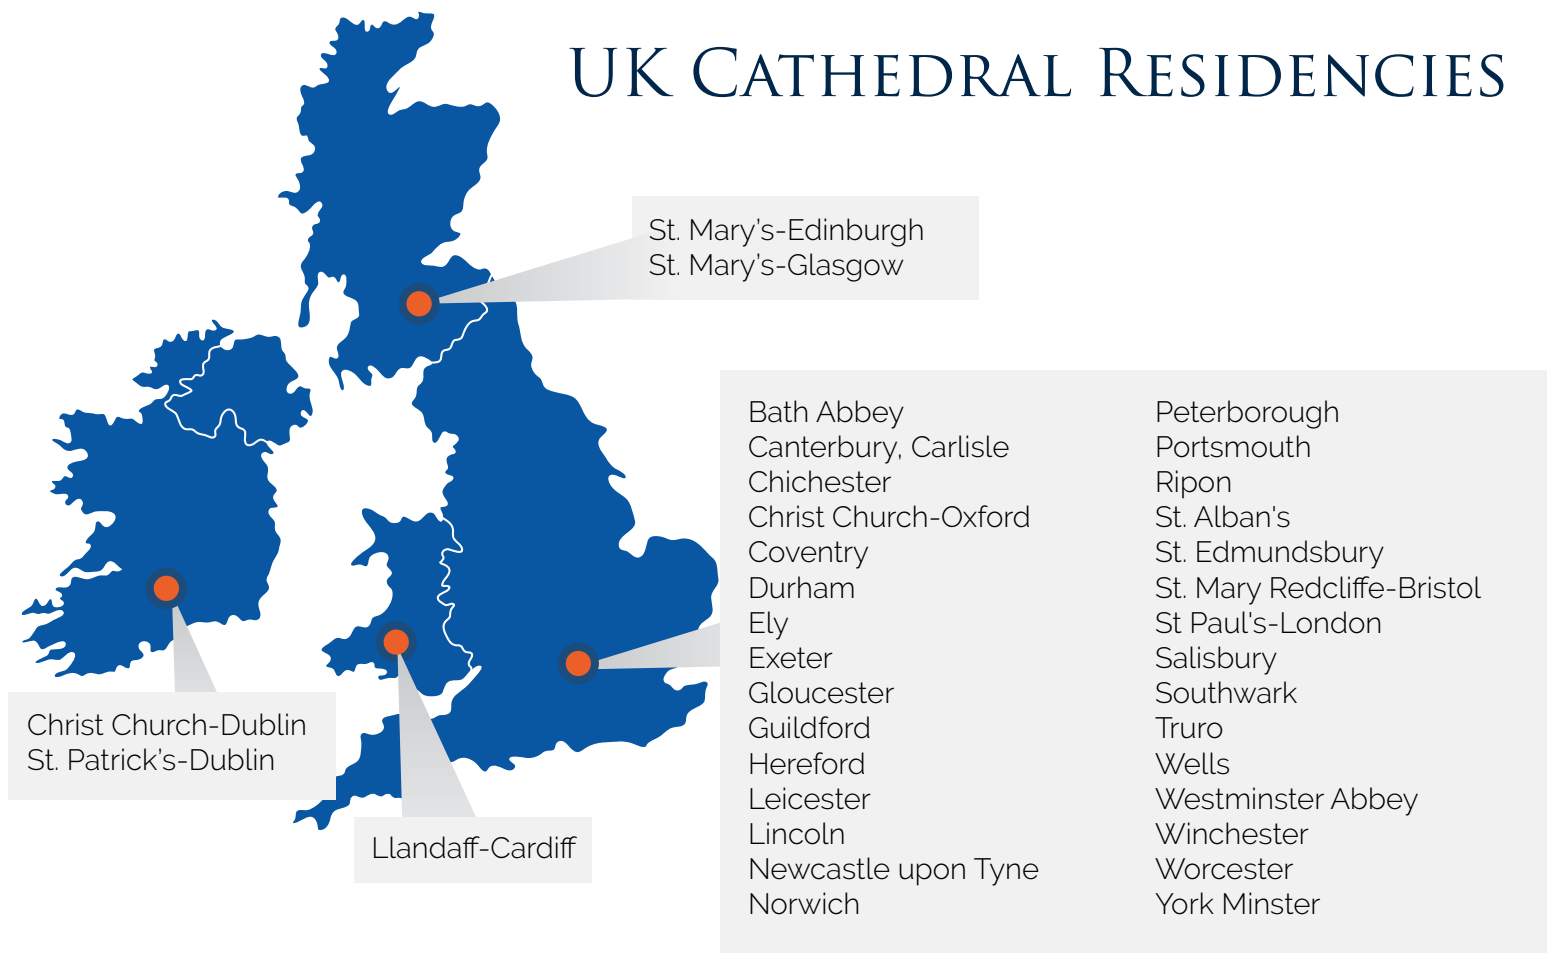 UK Cathedral Residencies
St. Mary's-Edinburgh
St. Mary's-Glasgow
Bath Abbey
Canterbury, Carlisle
Chichester
Christ Church-Oxford
Coventry
Durham
Ely
Exeter
Gloucester
Guildford
Hereford
Leicester
Lincoln
Newcastle upon Tyne
Norwich
Peterborough
Portsmouth
Ripon
St. Alban's
St. Edmundsbury
St. Mary Redcliffe-Bristol
St Paul's-London
Salisbury
Southwark
Truro
Wells
Westminster Abbey
Winchester
Worcester
York Minster
Christ Church-Dublin
St. Patrick's-Dublin
Llandaff-Cardiff